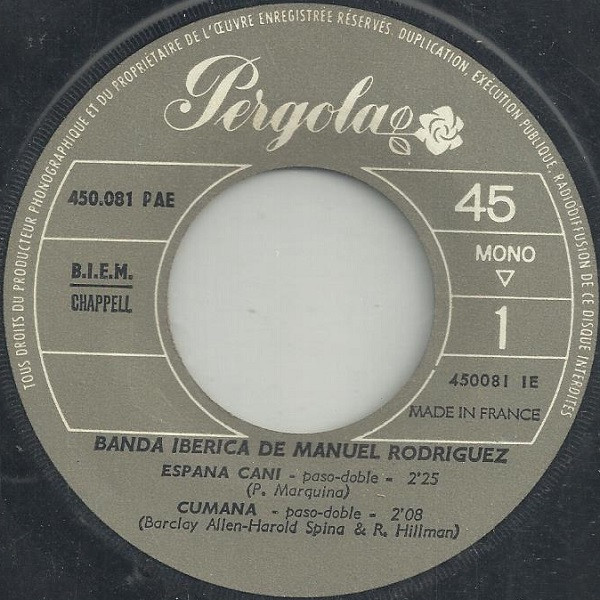 TOUS DROITS DU PRODUCTEUR PHONOGRAPHIQUE ET DU PROPRIÉTAIRE DE L'ŒUVRE ENREGISTRÉE RÉSERVÉS. DUPLICATION, EXÉCUTION PUBLIQUE, RADIODIFFUSION DE CE DISQUE INTERDITES
Pergola
450.081 PAE
45
B.I.E.M.
CHAPPELL
MONO
1
450081 1E
MADE IN FRANCE
BANDA IBERICA DE MANUEL RODRIGUEZ
ESPANA CANI - paso-doble - 2'25
(P. Marquina)
CUMANA - paso-doble - 2'08
(Barclay Allen-Harold Spina & R. Hillman)